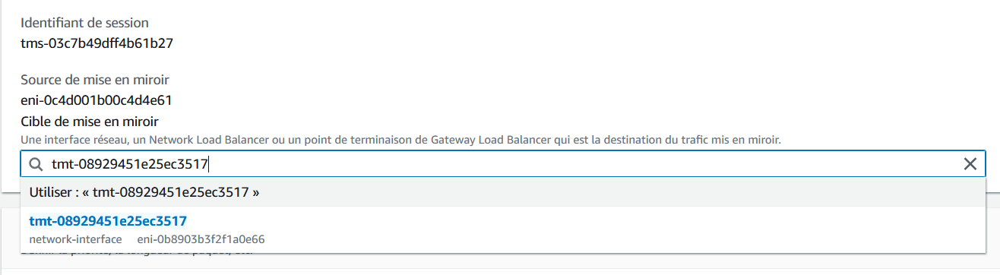 Identifiant de session
tms-03c7b49dff4b61b27
Source de mise en miroir
eni-0c4d001b00c4d4e61
Cible de mise en miroir
Une interface réseau, un Network Load Balancer ou un point de terminaison de Gateway Load Balancer qui est la destination du trafic mis en miroir.
tmt-08929451e25ec3517
Utiliser : « tmt-08929451e25ec3517 »
tmt-08929451e25ec3517
network-interface eni-0b8903b3f2f1a0e66